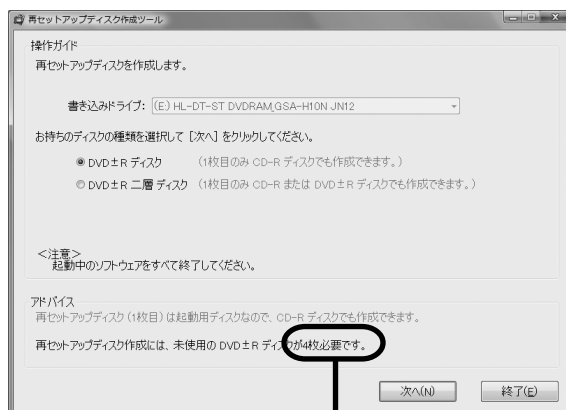 再セットアップディスク作成ツール
操作ガイド
再セットアップディスクを作成します。
書き込みドライブ: (E:) HL-DT-ST DVDRAM_GSA-H10N JN12
お持ちのディスクの種類を選択して [次へ] をクリックしてください。
DVD±R ディスク (1枚目のみ CD-R ディスクでも作成できます。)
DVD±R 二層 ディスク (1枚目のみ CD-R または DVD±R ディスクでも作成できます。)
<注意>
起動中のソフトウェアをすべて終了してください。
アドバイス
再セットアップディスク (1枚目) は起動用ディスクなので、CD-R ディスクでも作成できます。
再セットアップディスク作成には、未使用の DVD±R ディスクが4枚必要です。
次へ(N) 終了(E)